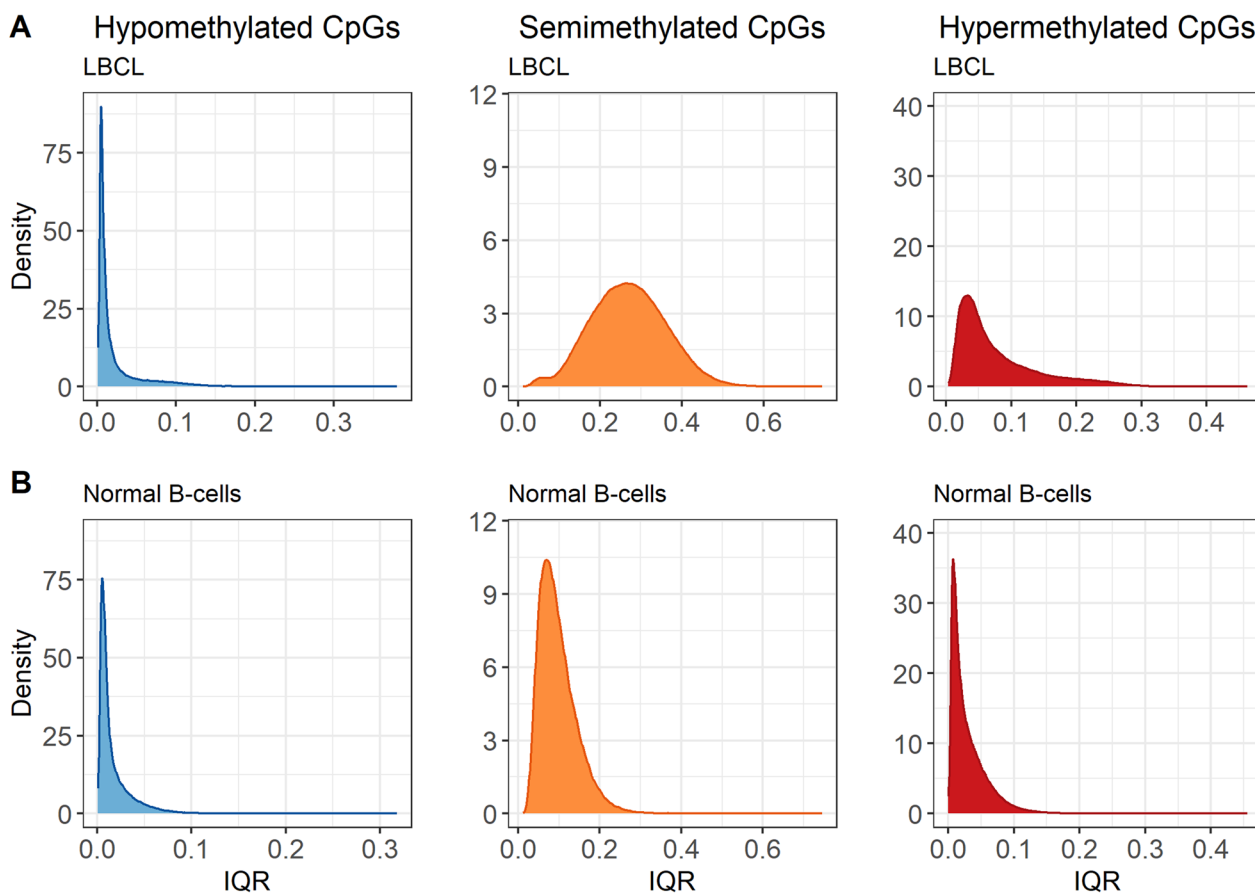 A Hypomethylated CpGs Semimethylated CpGs Hypermethylated CpGs
LBCL LBCL LBCL
Density
75
50
25
0
0.0 0.1 0.2 0.3
12
9
6
3
0
0.0 0.2 0.4 0.6
40
30
20
10
0
0.0 0.1 0.2 0.3 0.4
B
Normal B-cells Normal B-cells Normal B-cells
Density
75
50
25
0
0.0 0.1 0.2 0.3
IQR
12
9
6
3
0
0.0 0.2 0.4 0.6
IQR
40
30
20
10
0
0.0 0.1 0.2 0.3 0.4
IQR